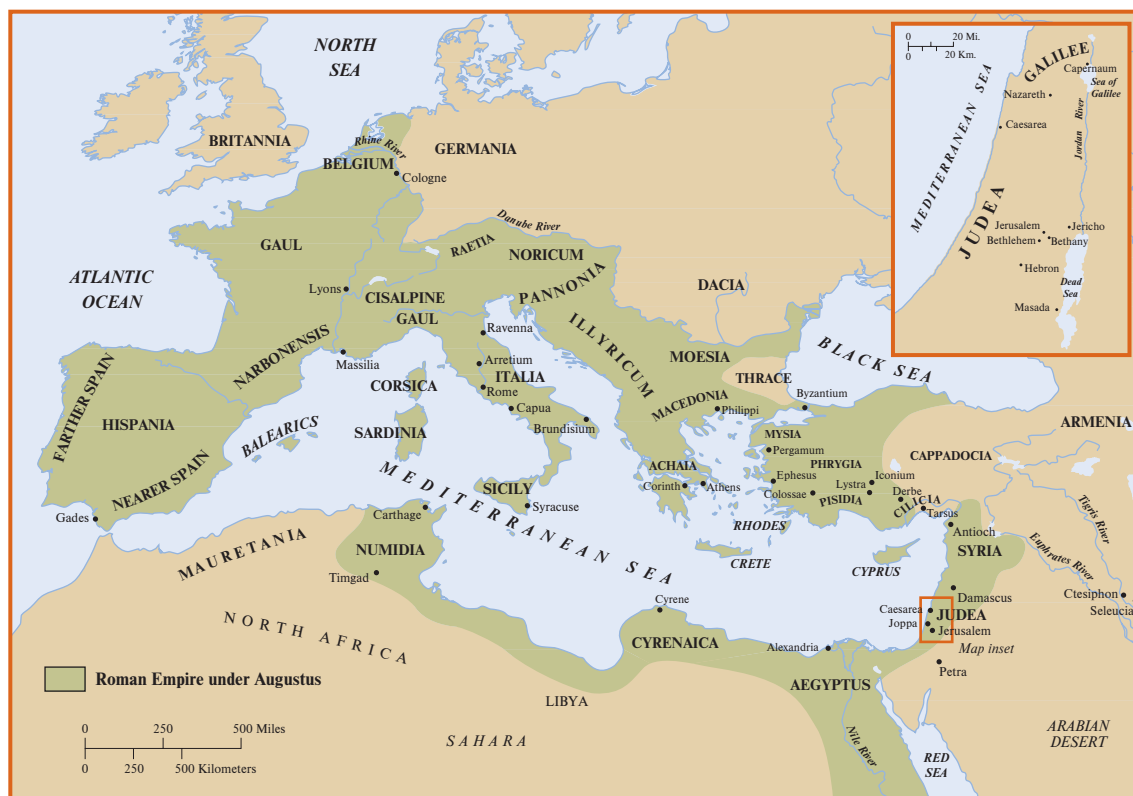 NORTH
SEA
BRITANNIA
Rhine River
GERMANIA
BELGIUM
Cologne
Danube River
GAUL
RAETIA
NORICUM
ATLANTIC
OCEAN
Lyons
CISALPINE
GAUL
PANNONIA
DACIA
Ravenna
ILLYRICUM
MOESIA
BLACK SEA
NARBONENSIS
Massilia
Arretium
ITALIA
CORSICA
Rome
THRACE
Byzantium
FARTHER SPAIN
HISPANIA
Capua
MACEDONIA
Philippi
ARMENIA
BALEARICS
SARDINIA
Brundisium
MYSIA
Pergamum
CAPPADOCIA
NEARER SPAIN
MEDITERRANEAN SEA
ACHAIA
PHRYGIA
Iconium
Ephesus
Lystra
Derbe
Corinth
Athens
Colossae
PISIDIA
CILICIA
Tarsus
SICILY
Syracuse
Gades
Carthage
RHODES
Antioch
Tigris River
MAURETANIA
NUMIDIA
CRETE
CYPRUS
SYRIA
Euphrates River
Timgad
Damascus
Ctesiphon
Seleucia
Cyrene
Caesarea
JUDEA
Joppa
Jerusalem
NORTH AFRICA
CYRENAICA
Alexandria
Map inset
Petra
Roman Empire under Augustus
AEGYPTUS
LIBYA
0 250 500 Miles
0 250 500 Kilometers
SAHARA
Nile River
RED
SEA
ARABIAN
DESERT
0 20 Mi.
0 20 Km.
GALILEE
Capernaum
Sea of
Galilee
Nazareth
MEDITERRANEAN SEA
Caesarea
Jordan River
JUDEA
Jerusalem
Jericho
Bethlehem
Bethany
Hebron
Dead
Sea
Masada